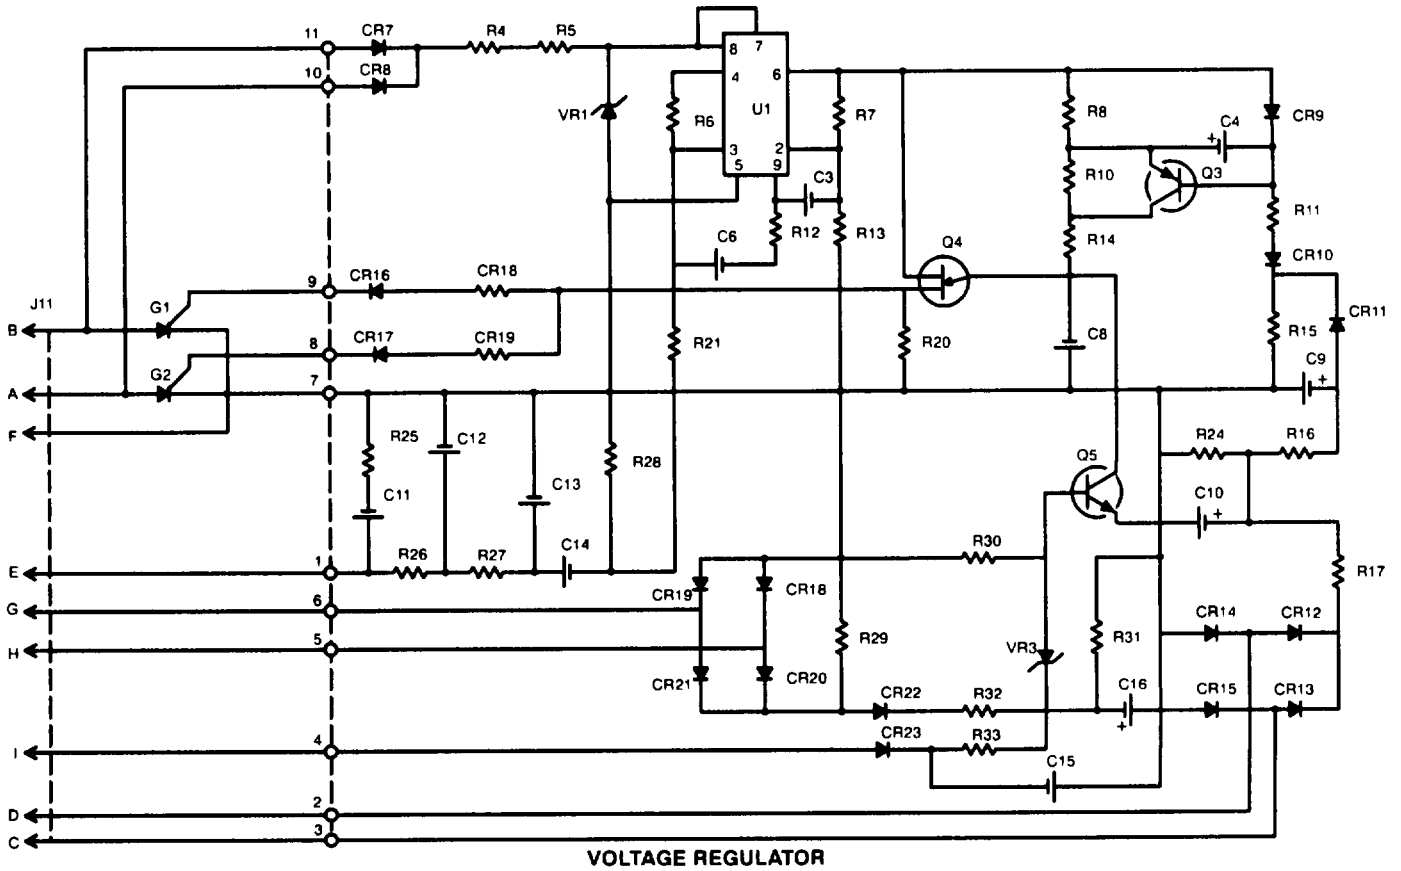 11 CR7 R4 R5 8 7
10 CR8 4 6
VR1 R6 U1 R7 R8 C4 + CR9
3 2
5 9 C3 R10 Q3
R12 R13 R14 R11
C6 Q4 CR10
9 CR16 CR18
J11 G1
B
8 CR17 CR19 R21 R20 C8 R15 CR11
G2
A 7 C9 +
F
R25 C12 R28 R24 R16
C11 C13 Q5 C10 +
E 1 R26 R27 C14 R30 R17
G 6 CR19 CR18 CR14 CR12
H 5 R29 VR3 R31
CR21 CR20 CR22 R32 C16 + CR15 CR13
I 4 CR23 R33
C15
D 2
C 3
VOLTAGE REGULATOR